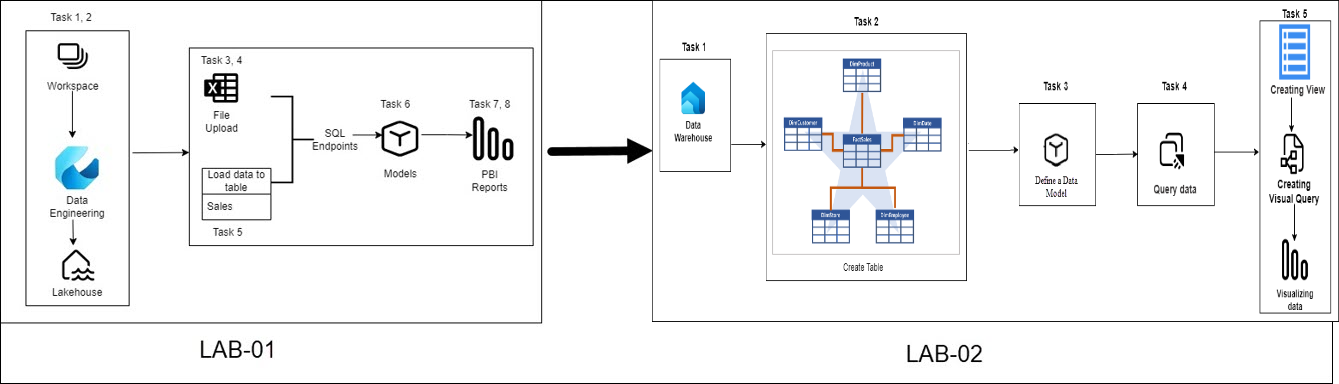 Task 1, 2
Workspace
Data
Engineering
Lakehouse
Task 3, 4
File
Upload
Load data to
table
Sales
Task 5
SQL
Endpoints
Task 6
Models
Task 7, 8
PBI
Reports
LAB-01
Task 1
Data
Warehouse
Task 2
DimProduct
DimCustomer
DimDate
FactSales
DimStore
DimEmployee
Create Table
Task 3
Define a Data
Model
Task 4
Query data
Task 5
Creating View
Creating
Visual Query
Visualizing
data
LAB-02